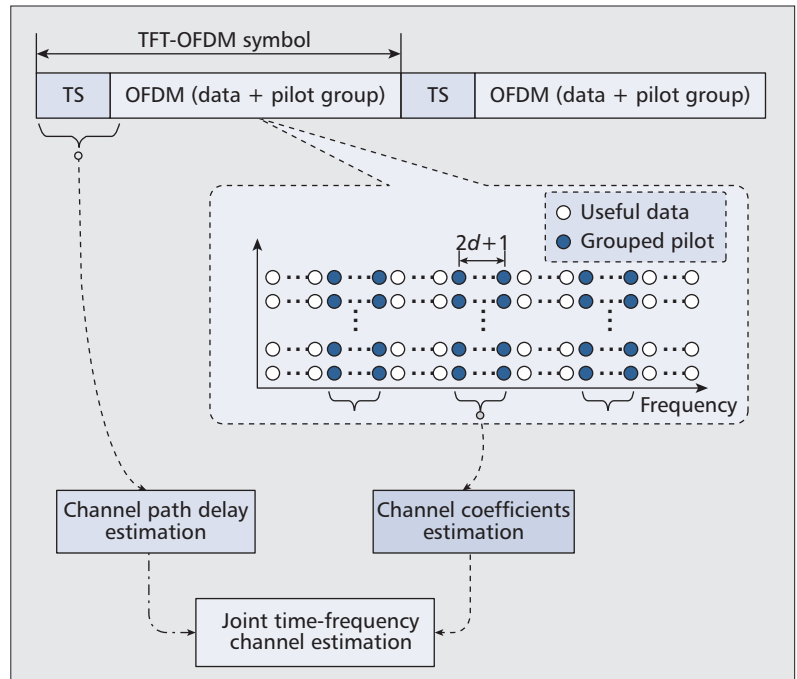 TFT-OFDM symbol
TS
OFDM (data + pilot group)
TS
OFDM (data + pilot group)
Useful data
Grouped pilot
2d+1
Frequency
Channel path delay
estimation
Channel coefficients
estimation
Joint time-frequency
channel estimation